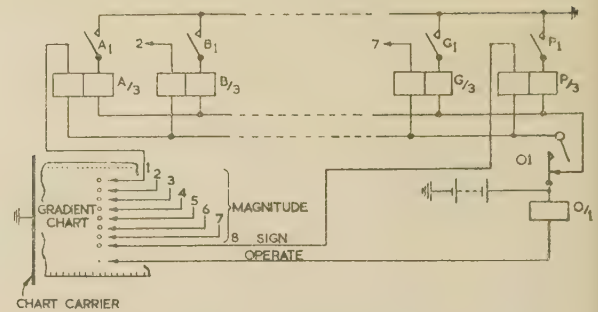 A1
B1
G1
P1
2
7
A/3
B/3
G/3
P/3
O1
1
2
3
4
5
6
7
8
MAGNITUDE
GRADIENT
CHART
SIGN
OPERATE
O/1
CHART CARRIER